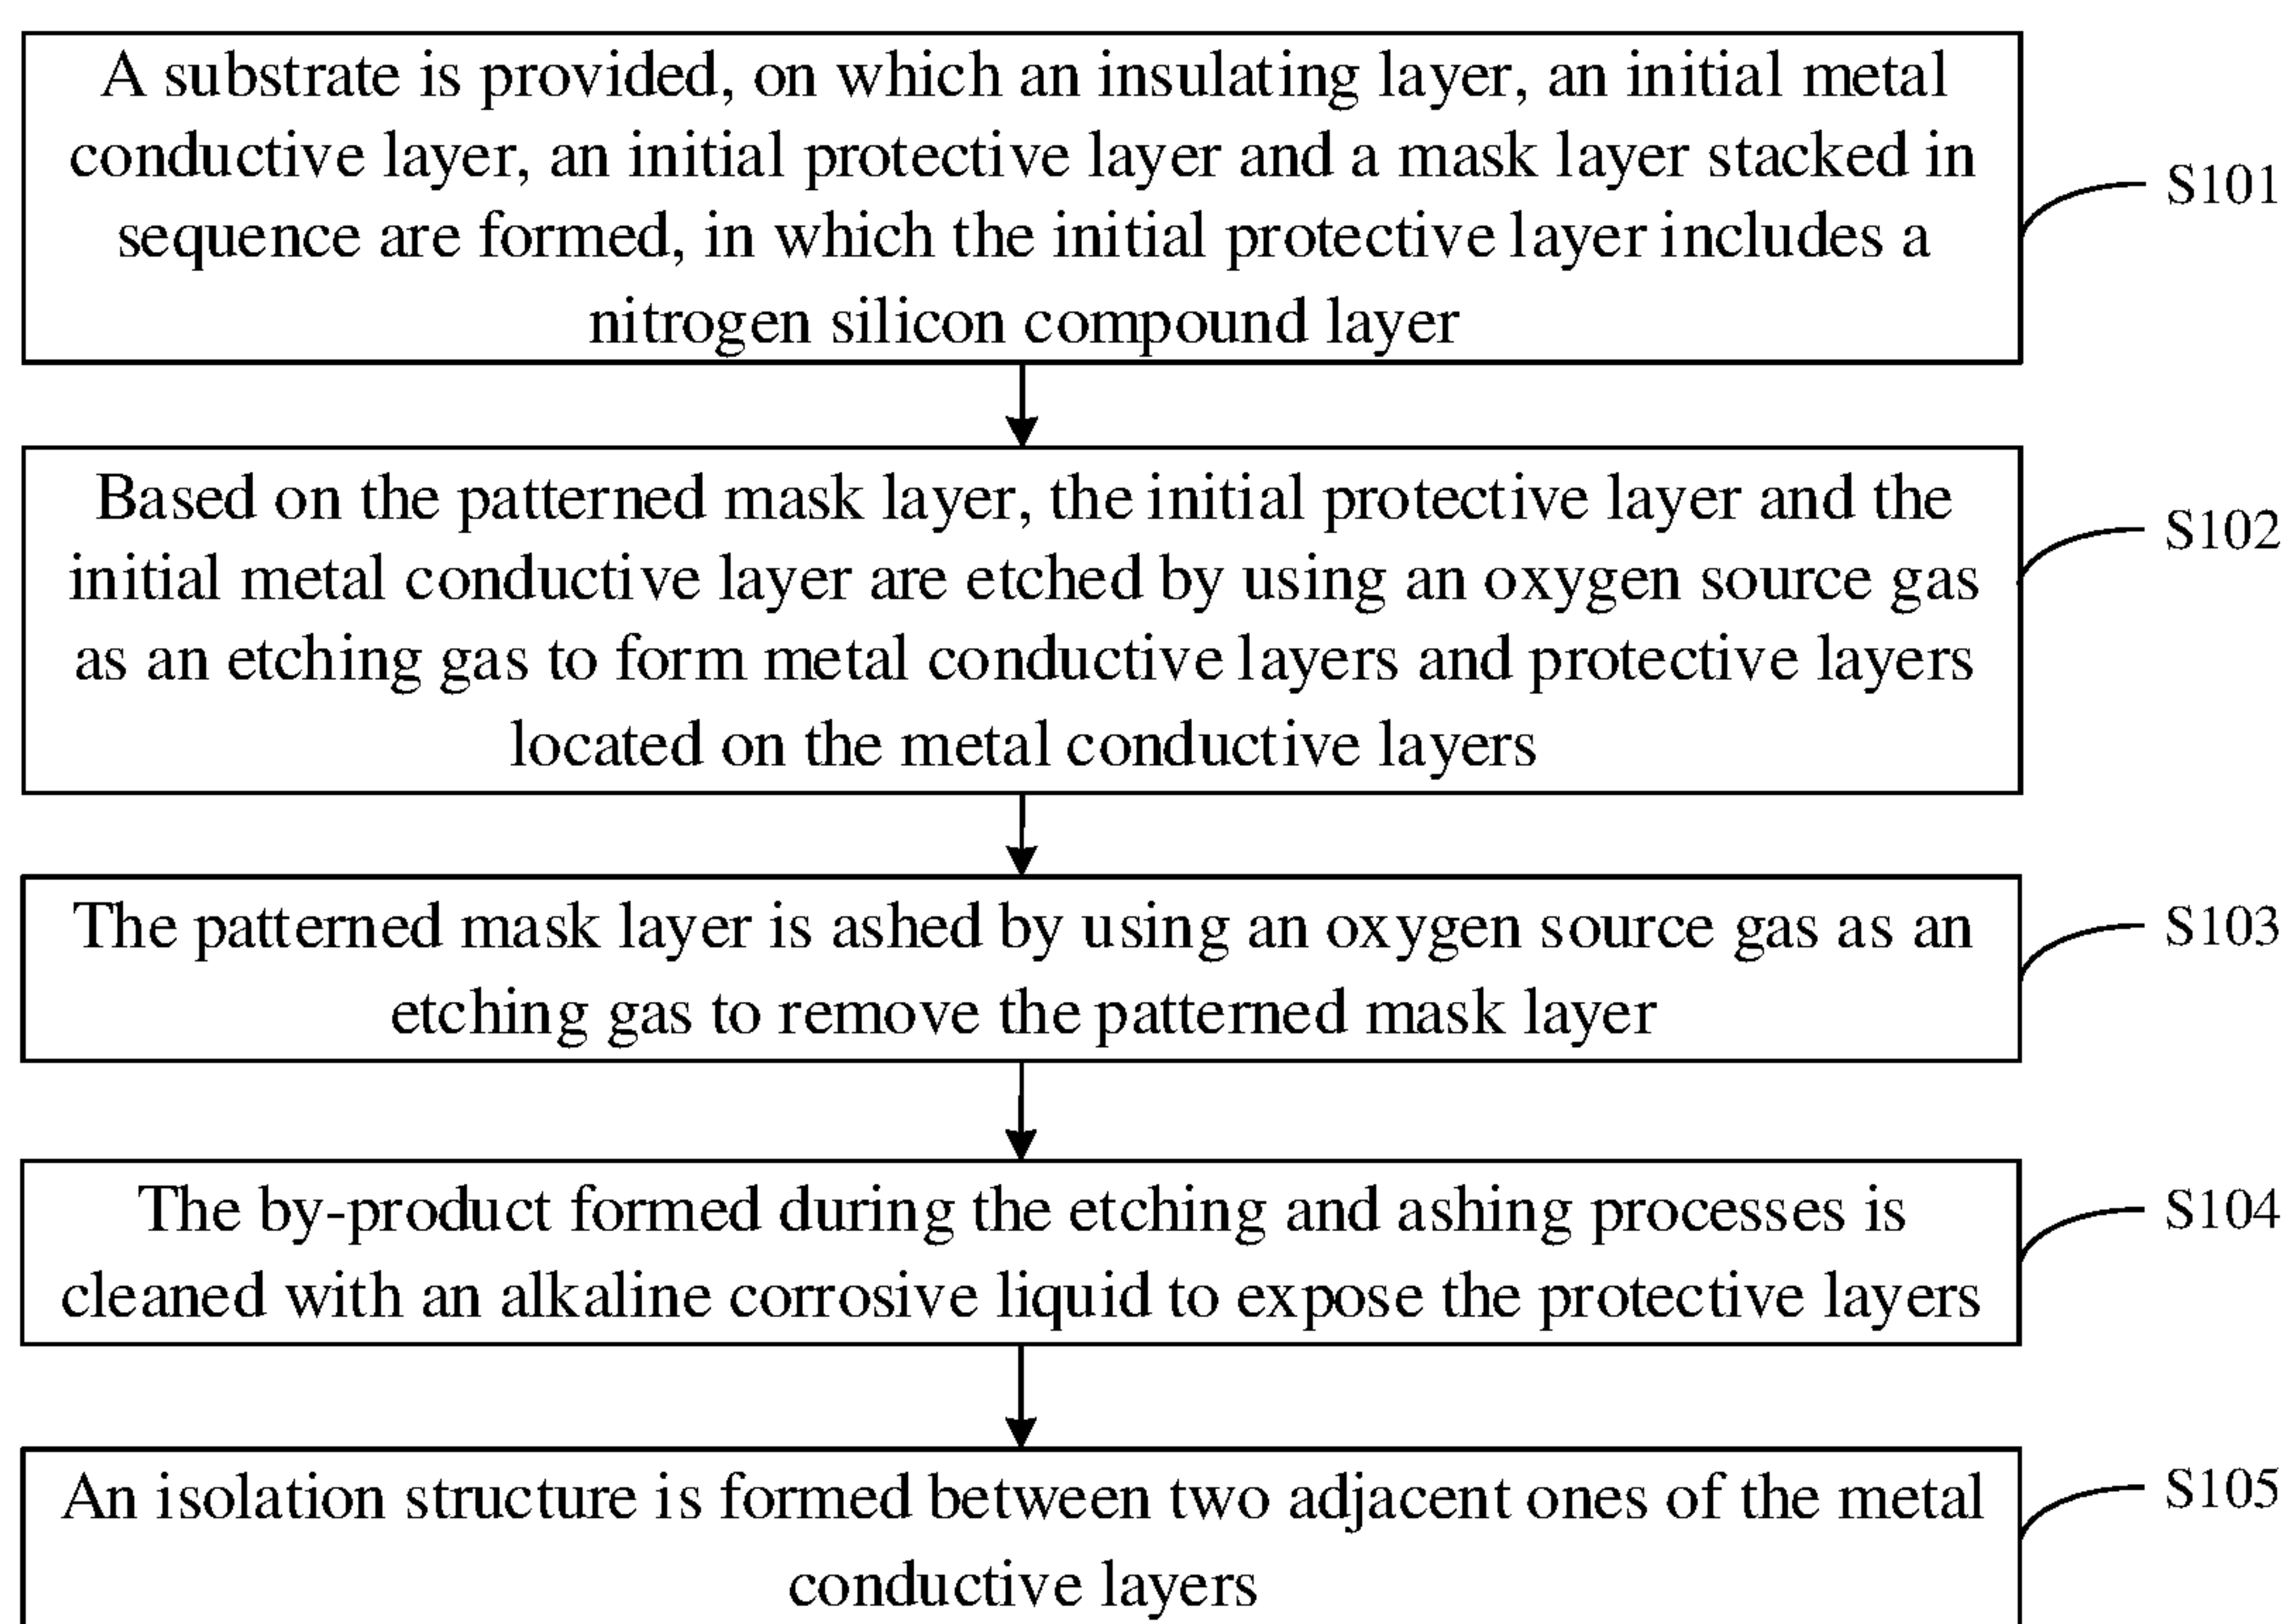 A substrate is provided, on which an insulating layer, an initial metal
conductive layer, an initial protective layer and a mask layer stacked in
sequence are formed, in which the initial protective layer includes a
nitrogen silicon compound layer
S101
Based on the patterned mask layer, the initial protective layer and the
initial metal conductive layer are etched by using an oxygen source gas
as an etching gas to form metal conductive layers and protective layers
located on the metal conductive layers
S102
The patterned mask layer is ashed by using an oxygen source gas as an
etching gas to remove the patterned mask layer
S103
The by-product formed during the etching and ashing processes is
cleaned with an alkaline corrosive liquid to expose the protective layers
S104
An isolation structure is formed between two adjacent ones of the metal
conductive layers
S105